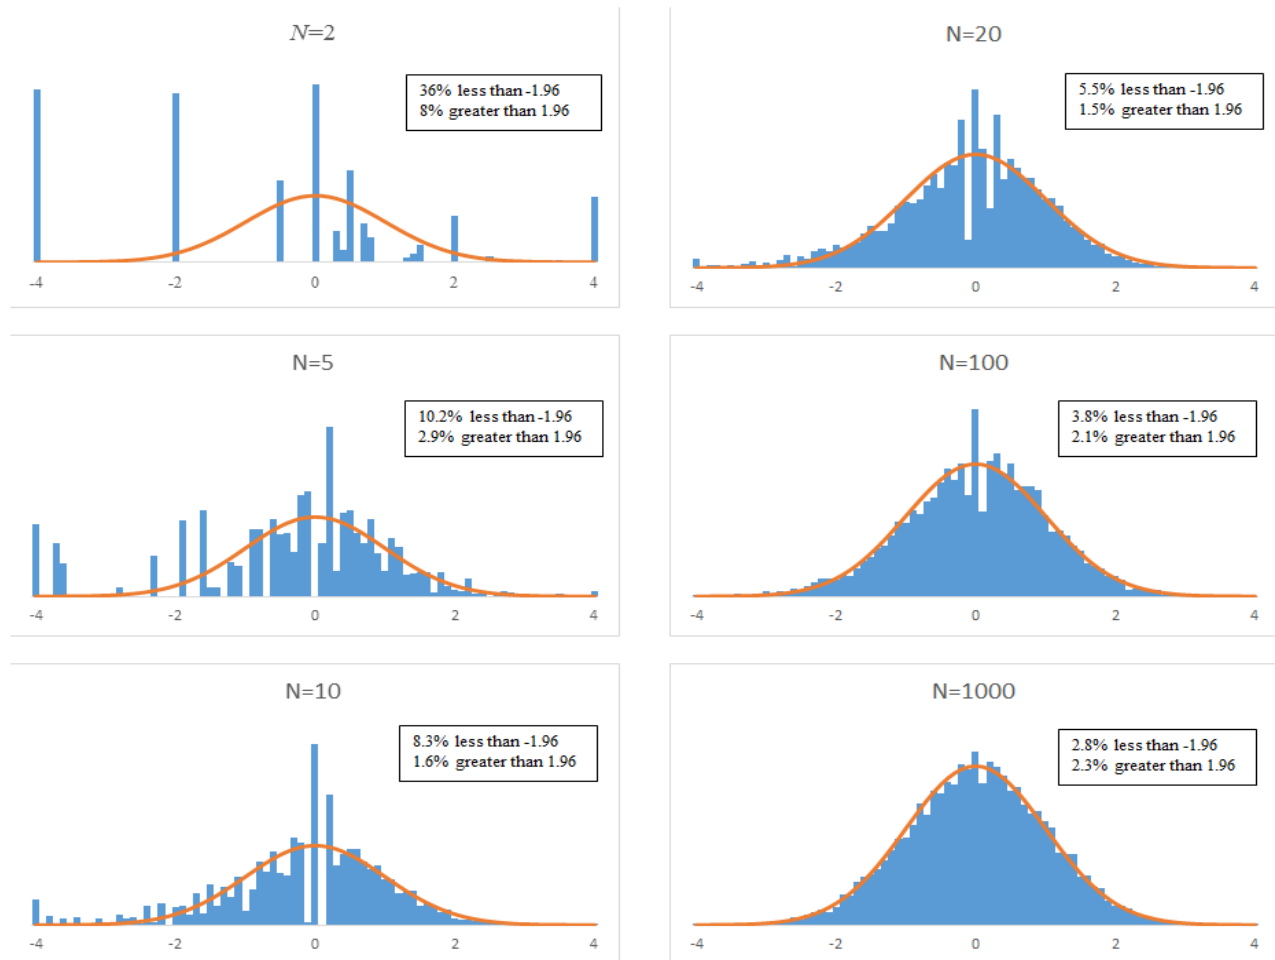 N=2
36% less than -1.96
8% greater than 1.96
-4 -2 0 2 4
N=20
5.5% less than -1.96
1.5% greater than 1.96
-4 -2 0 2 4
N=5
10.2% less than -1.96
2.9% greater than 1.96
-4 -2 0 2 4
N=100
3.8% less than -1.96
2.1% greater than 1.96
-4 -2 0 2 4
N=10
8.3% less than -1.96
1.6% greater than 1.96
-4 -2 0 2 4
N=1000
2.8% less than -1.96
2.3% greater than 1.96
-4 -2 0 2 4